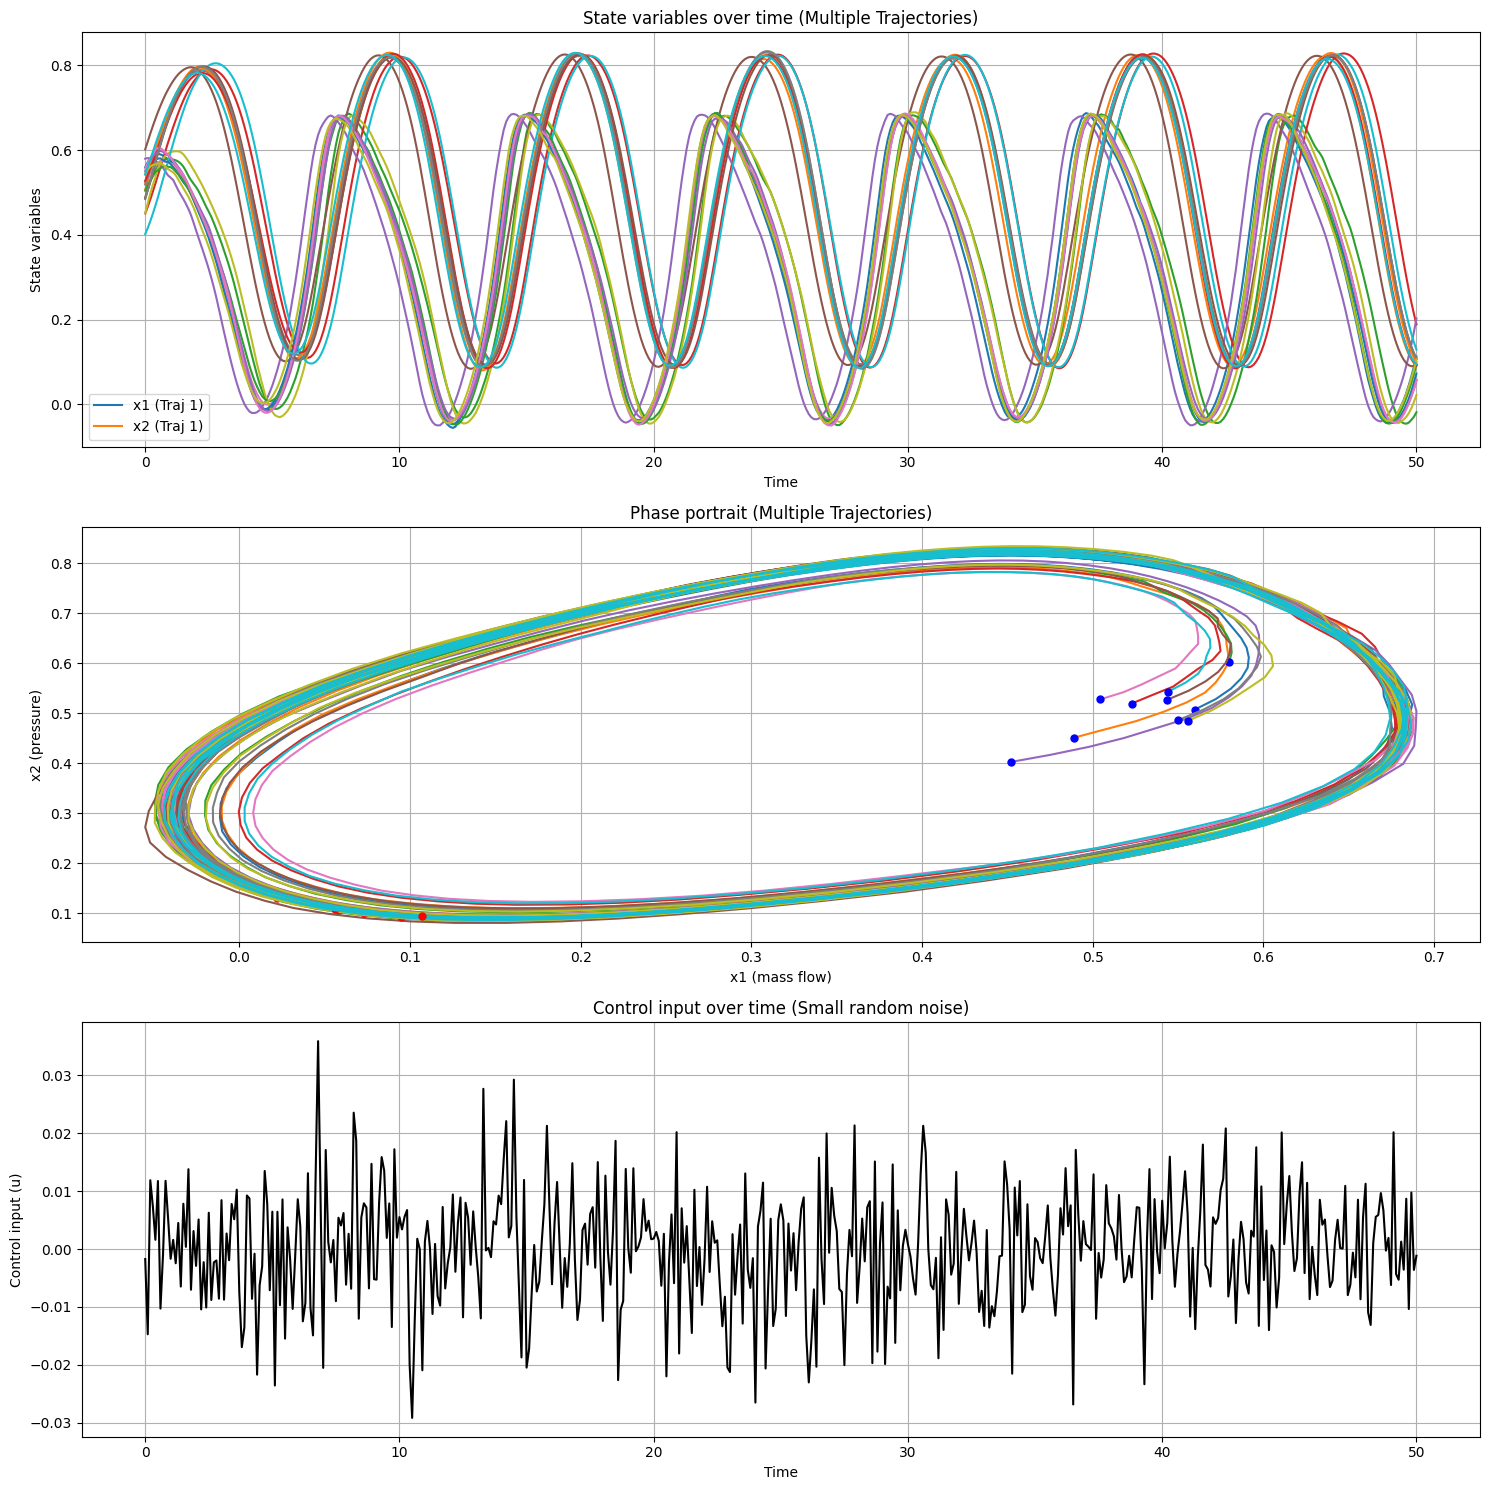 State variables over time (Multiple Trajectories)
State variables
0.8
0.6
0.4
0.2
0.0
x1 (Traj 1)
x2 (Traj 1)
0 10 20 30 40 50
Time
Phase portrait (Multiple Trajectories)
x2 (pressure)
0.8
0.7
0.6
0.5
0.4
0.3
0.2
0.1
0.0 0.1 0.2 0.3 0.4 0.5 0.6 0.7
x1 (mass flow)
Control input over time (Small random noise)
Control input (u)
0.03
0.02
0.01
0.00
−0.01
−0.02
−0.03
0 10 20 30 40 50
Time